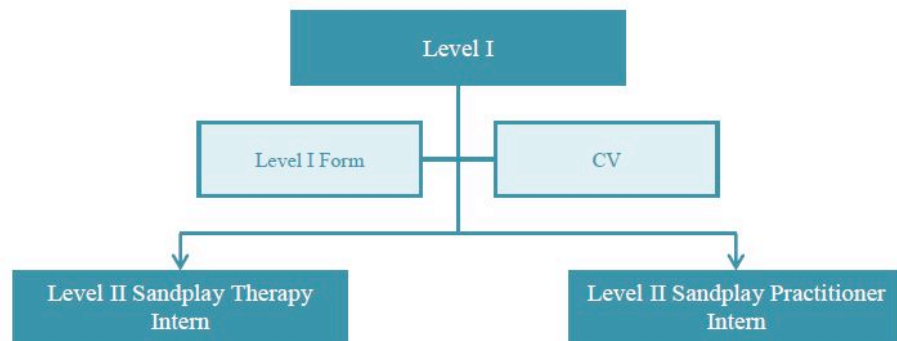 Level I
Level I Form
CV
Level II Sandplay Therapy
Intern
Level II Sandplay Practitioner
Intern